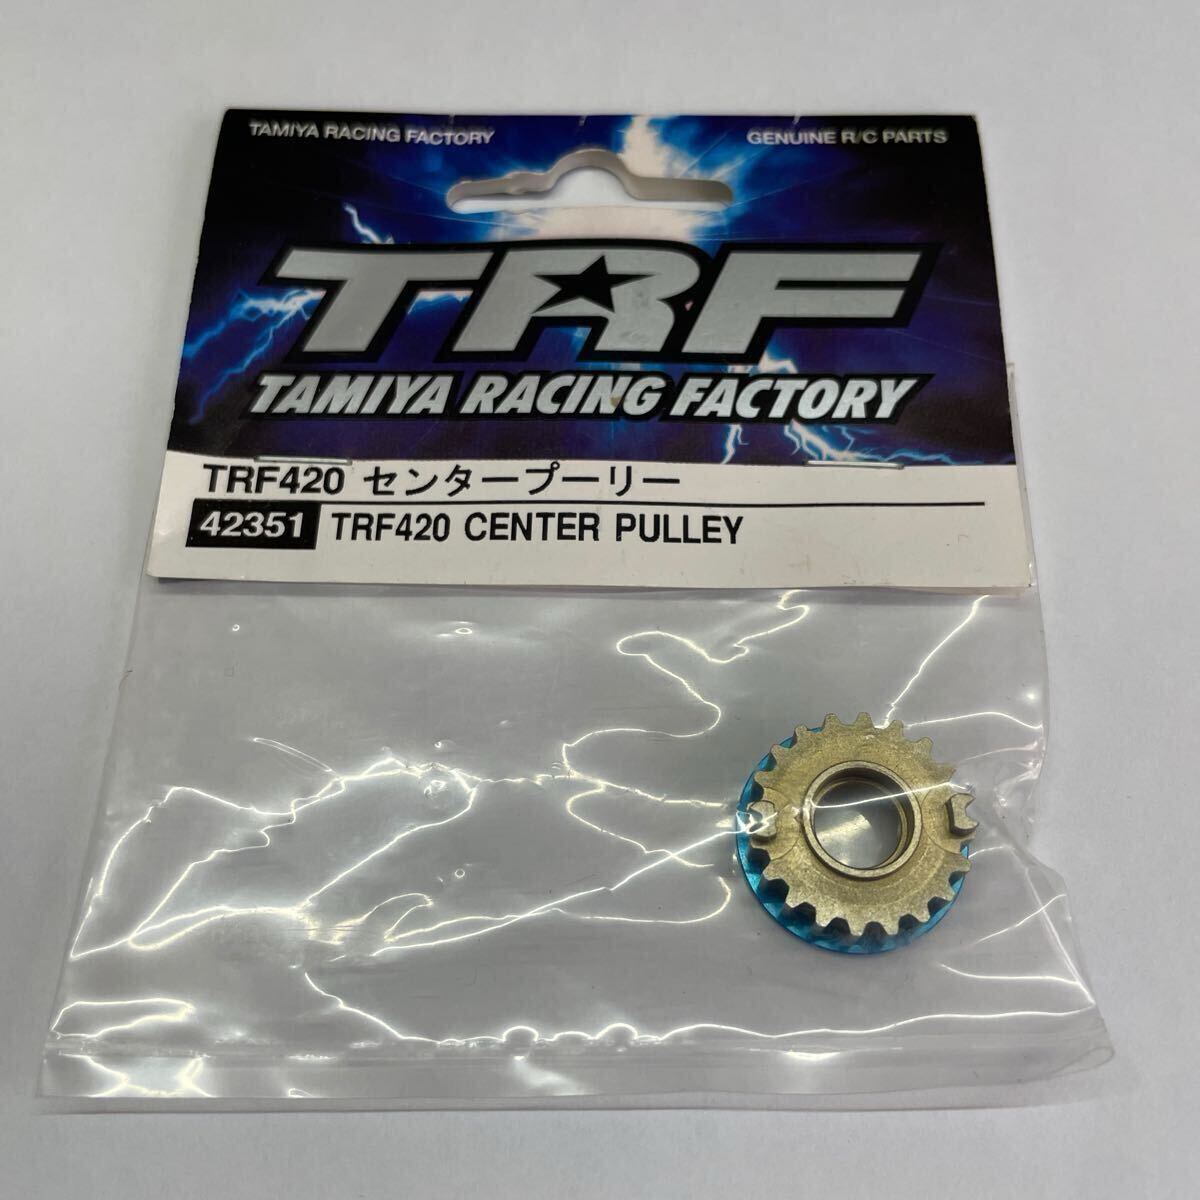 TAMIYA RACING FACTORY
GENUINE R/C PARTS
TRF
TAMIYA RACING FACTORY
TRF420 センタープーリー
42351 TRF420 CENTER PULLEY